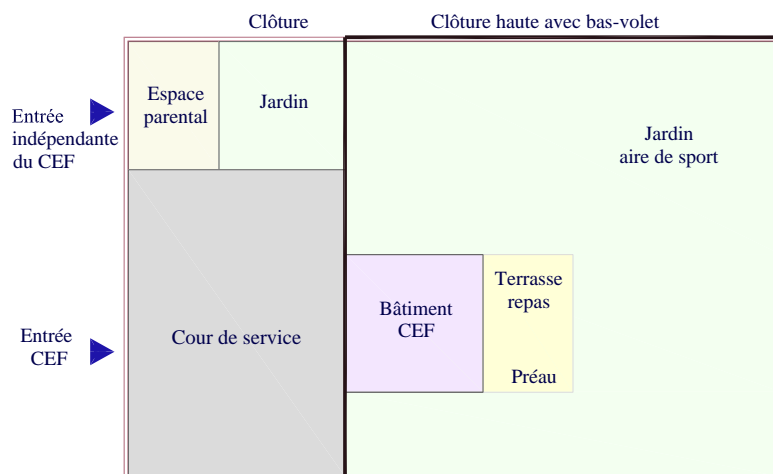 Clôture
Clôture haute avec bas-volet
Entrée
indépendante
du CEF
Espace
parental
Jardin
Jardin
aire de sport
Entrée
CEF
Cour de service
Bâtiment
CEF
Terrasse
repas
Préau